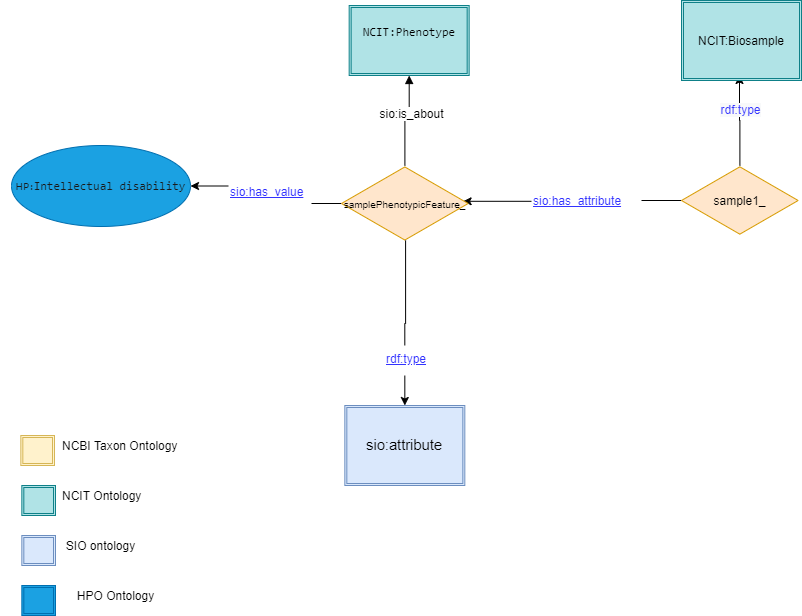 NCIT:Phenotype
NCIT:Biosample
sio:is_about
rdf:type
HP:Intellectual disability
sio:has_value
samplePhenotypicFeature_
sio:has_attribute
sample1_
rdf:type
sio:attribute
NCBI Taxon Ontology
NCIT Ontology
SIO ontology
HPO Ontology